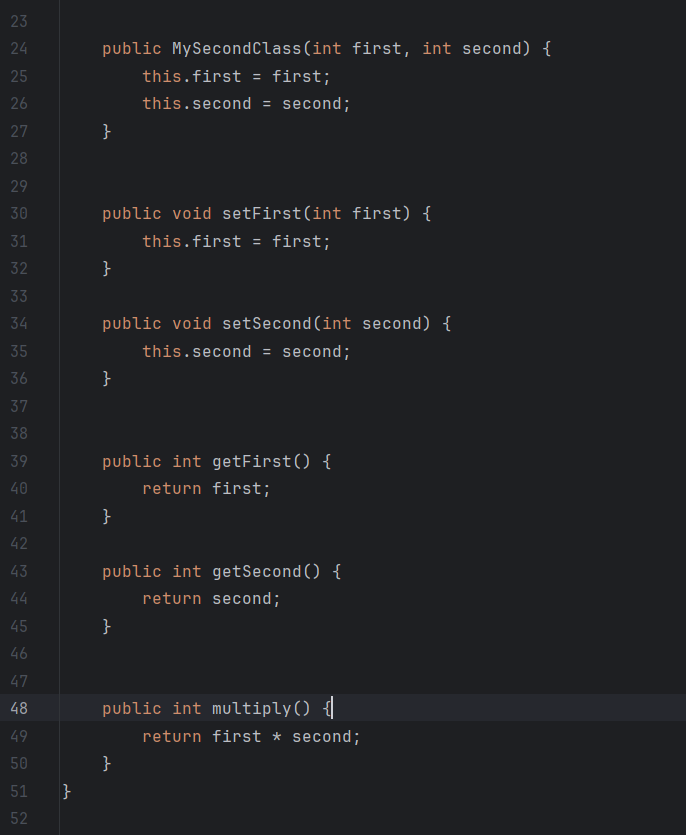 23
24 public MySecondClass(int first, int second) {
25 this.first = first;
26 this.second = second;
27 }
28
29
30 public void setFirst(int first) {
31 this.first = first;
32 }
33
34 public void setSecond(int second) {
35 this.second = second;
36 }
37
38
39 public int getFirst() {
40 return first;
41 }
42
43 public int getSecond() {
44 return second;
45 }
46
47
48 public int multiply() {
49 return first * second;
50 }
51 }
52